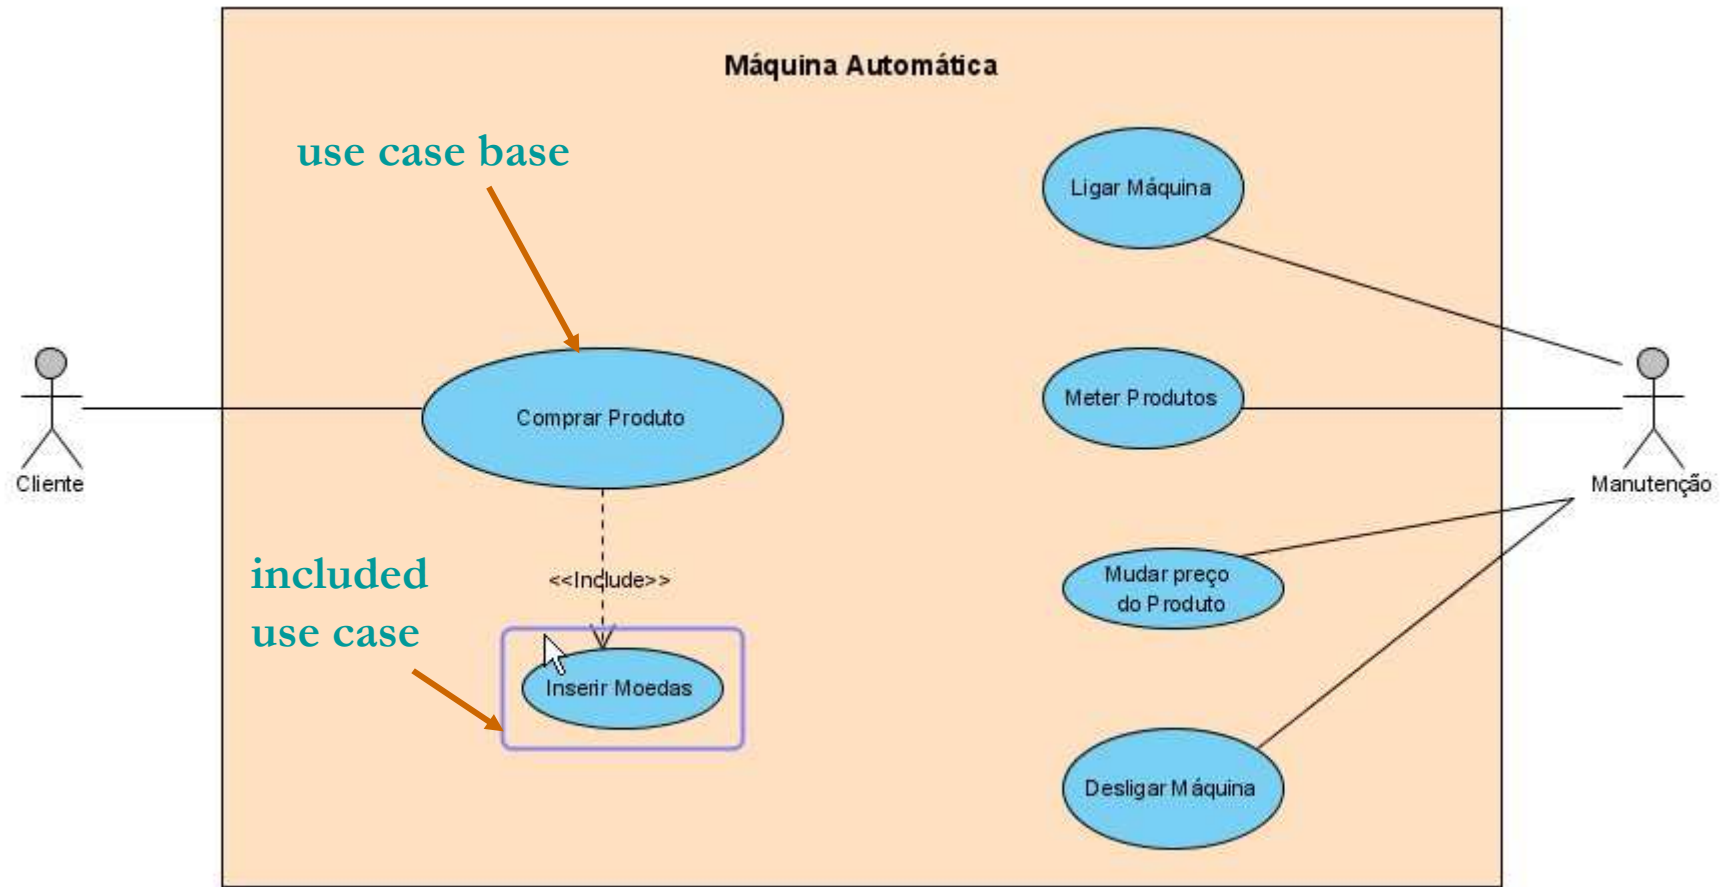 Máquina Automática
use case base
Ligar Máquina
Comprar Produto
Meter Produtos
Cliente
Manutenção
included
use case
<<Include>>
Mudar preço
do Produto
Inserir Moedas
Desligar Máquina